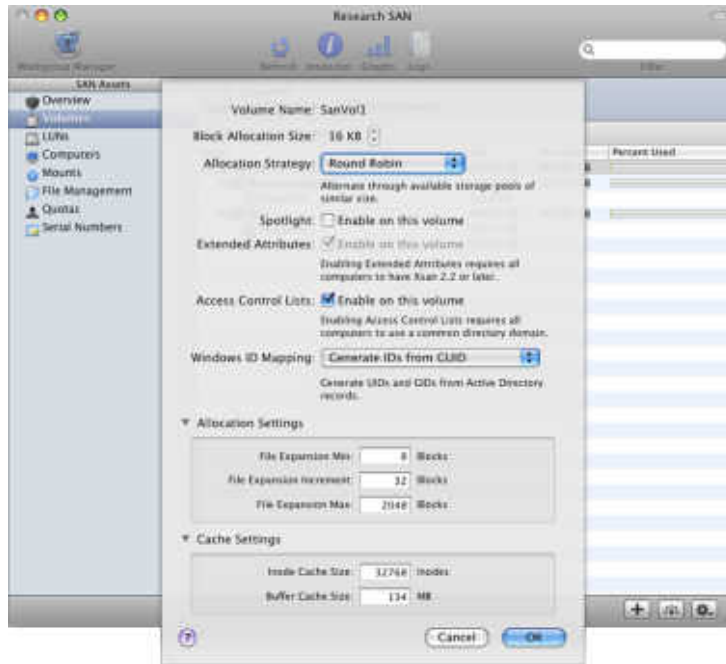 Research SAN
Workgroup Manager
Filter
SAN Assets
Overview
Volumes
LUNs
Computers
Mounts
File Management
Quotas
Serial Numbers
Percent Used
Volume Name: SanVol1
Block Allocation Size: 16 KB
Allocation Strategy: Round Robin
Alternate through available storage pools of
similar size.
Spotlight: Enable on this volume
Extended Attributes: Enable on this volume
Enabling Extended Attributes requires all
computers to have Xsan 2.2 or later.
Access Control Lists: Enable on this volume
Enabling Access Control Lists requires all
computers to use a common directory domain.
Windows ID Mapping: Generate IDs from GUID
Generate UIDs and GIDs from Active Directory
records.
Allocation Settings
File Expansion Min: 8 Blocks
File Expansion Increment: 32 Blocks
File Expansion Max: 2048 Blocks
Cache Settings
Inode Cache Size: 32768 Inodes
Buffer Cache Size: 134 MB
? Cancel OK